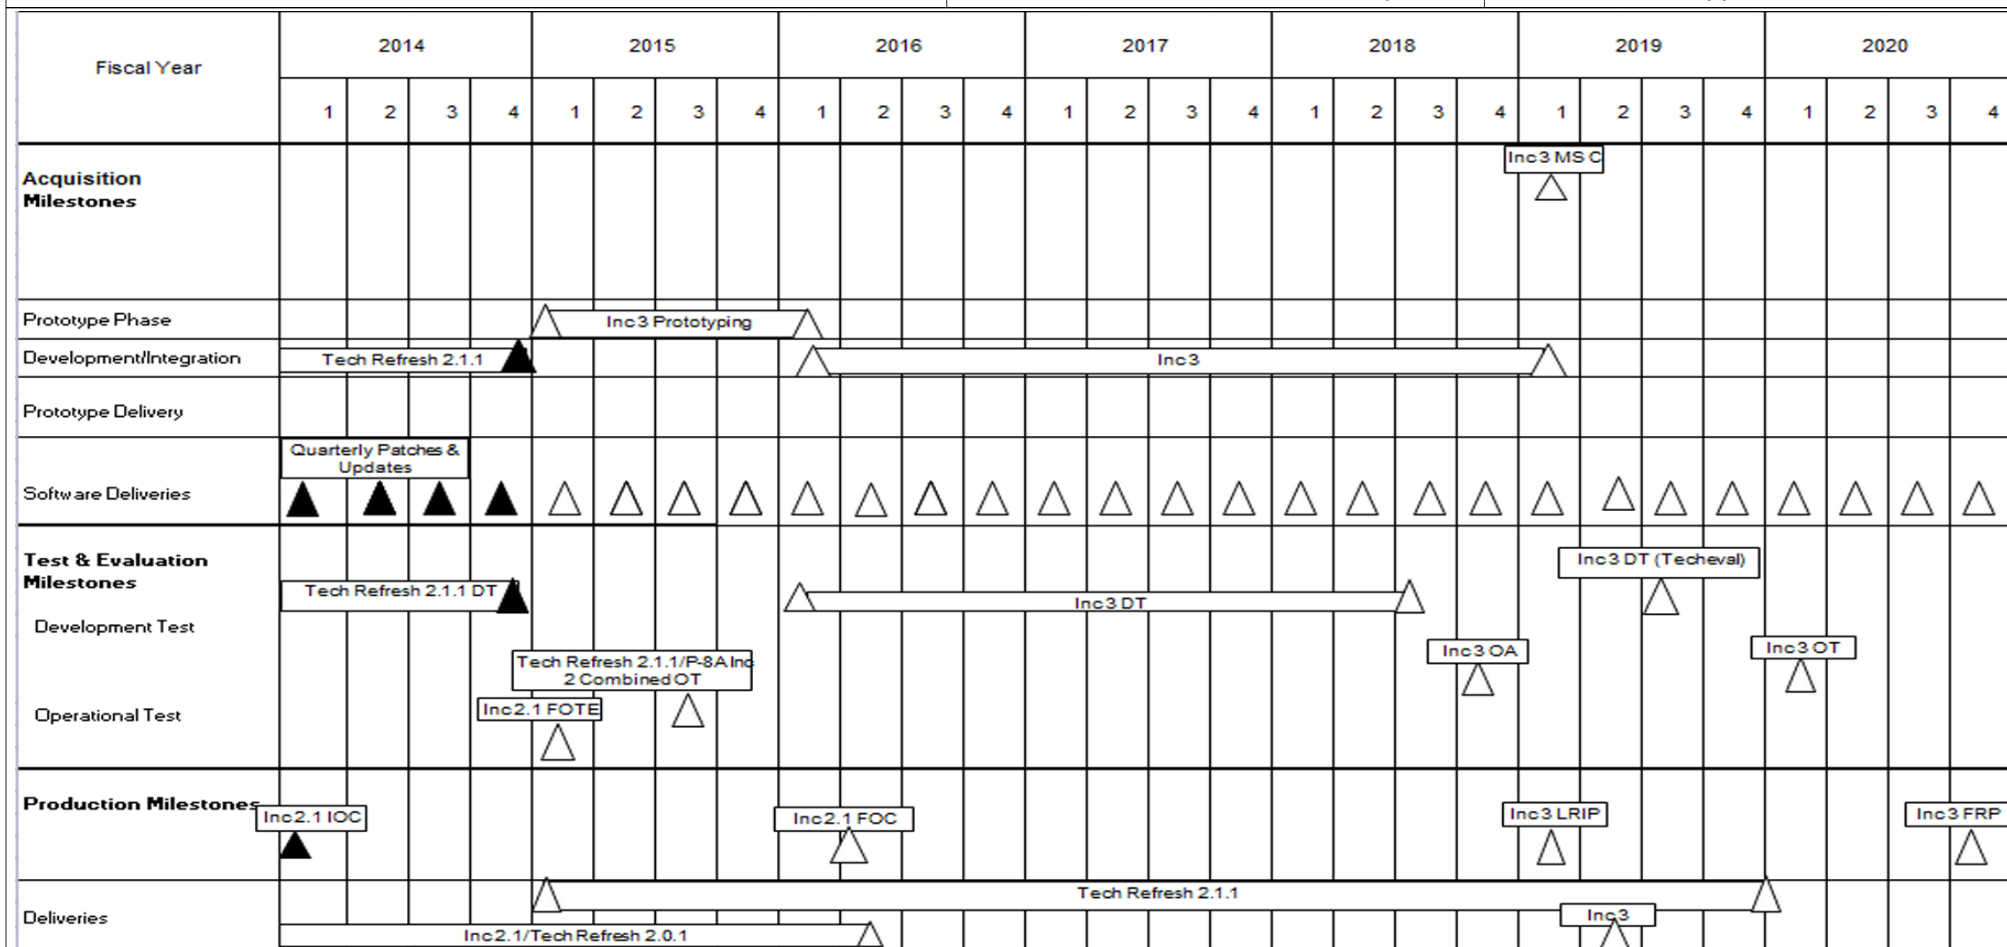 Fiscal Year
2014 2015 2016 2017 2018 2019 2020
1 2 3 4 1 2 3 4 1 2 3 4 1 2 3 4 1 2 3 4 1 2 3 4 1 2 3 4
Inc3 MS C
Acquisition
Milestones
Prototype Phase
Inc3 Prototyping
Development/Integration
Tech Refresh 2.1.1
Inc3
Prototype Delivery
Quarterly Patches &
Updates
Software Deliveries
Test & Evaluation
Milestones
Tech Refresh 2.1.1 DT
Inc3 DT
Inc3 DT (Techeval)
Development Test
Tech Refresh 2.1.1/P-8A Inc
2 Combined OT
Inc3 OA
Inc3 OT
Operational Test
Inc2.1 FOTE
Production Milestones
Inc2.1 IOC
Inc2.1 FOC
Inc3 LRIP
Inc3 FRP
Tech Refresh 2.1.1
Deliveries
Inc3
Inc2.1/Tech Refresh 2.0.1